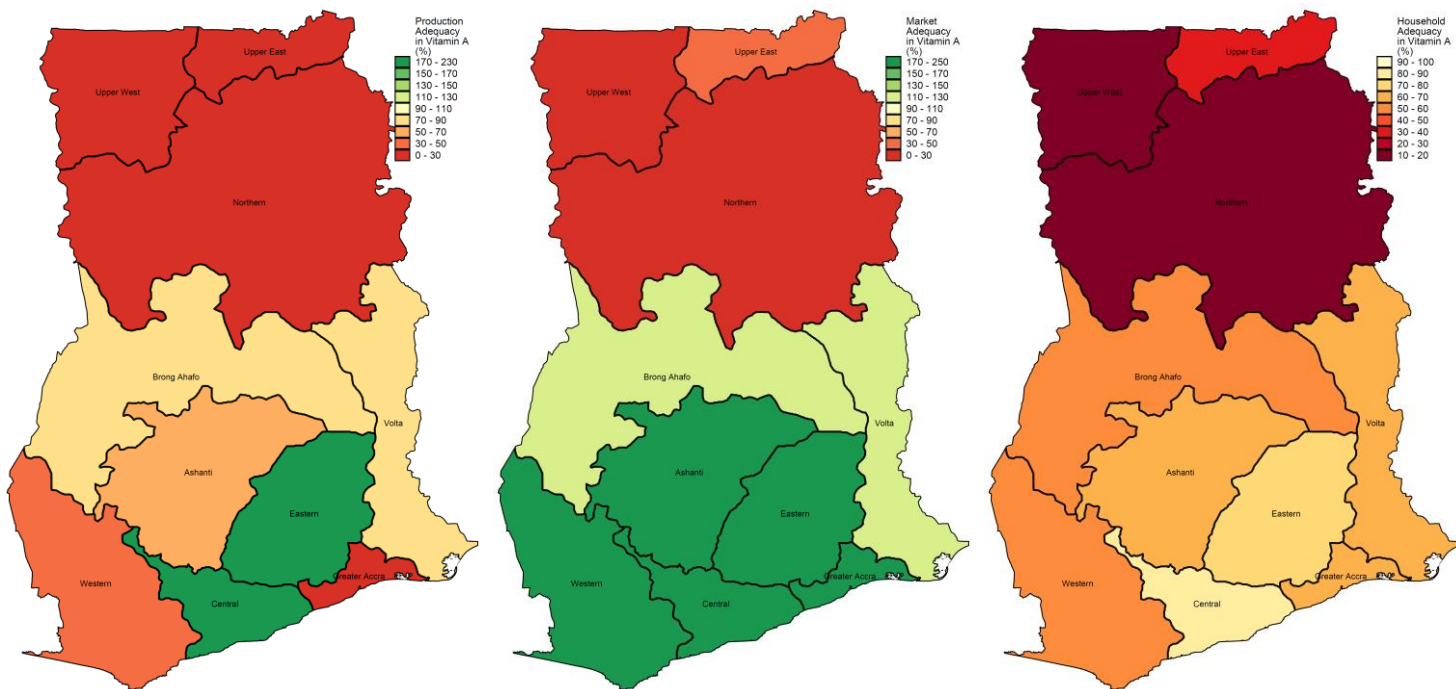 Production
Adequacy
in Vitamin A
(%)
170 - 230
150 - 170
130 - 150
110 - 130
90 - 110
70 - 90
50 - 70
30 - 50
0 - 30
Upper East
Upper West
Northern
Brong Ahafo
Volta
Ashanti
Eastern
Western
Greater Accra
Central
Market
Adequacy
in Vitamin A
(%)
170 - 250
150 - 170
130 - 150
110 - 130
90 - 110
70 - 90
50 - 70
30 - 50
0 - 30
Upper East
Upper West
Northern
Brong Ahafo
Volta
Ashanti
Eastern
Western
Greater Accra
Central
Household
Adequacy
in Vitamin A
(%)
90 - 100
80 - 90
70 - 80
60 - 70
50 - 60
40 - 50
30 - 40
20 - 30
10 - 20
Upper East
Upper West
Northern
Brong Ahafo
Volta
Ashanti
Eastern
Western
Greater Accra
Central